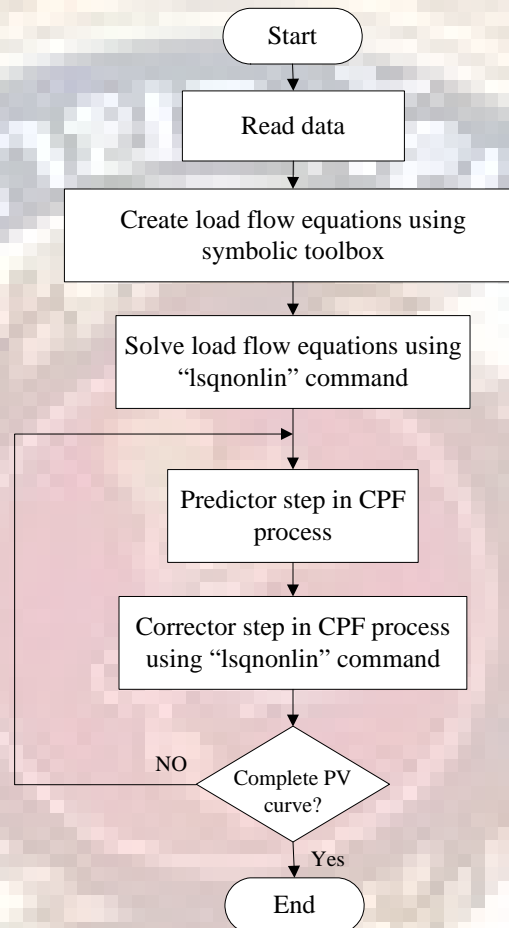 Start
Read data
Create load flow equations using
symbolic toolbox
Solve load flow equations using
“lsqnonlin” command
Predictor step in CPF
process
Corrector step in CPF process
using “lsqnonlin” command
NO
Complete PV
curve?
Yes
End